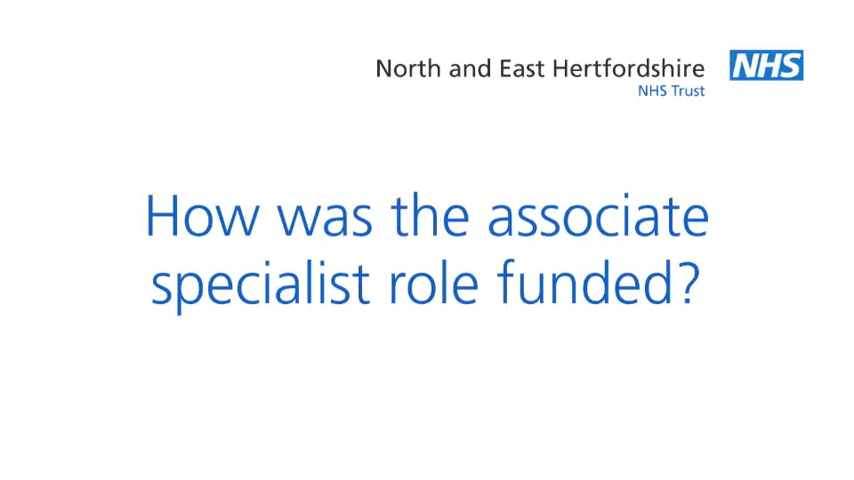 North and East Hertfordshire NHS
NHS Trust
How was the associate
specialist role funded?